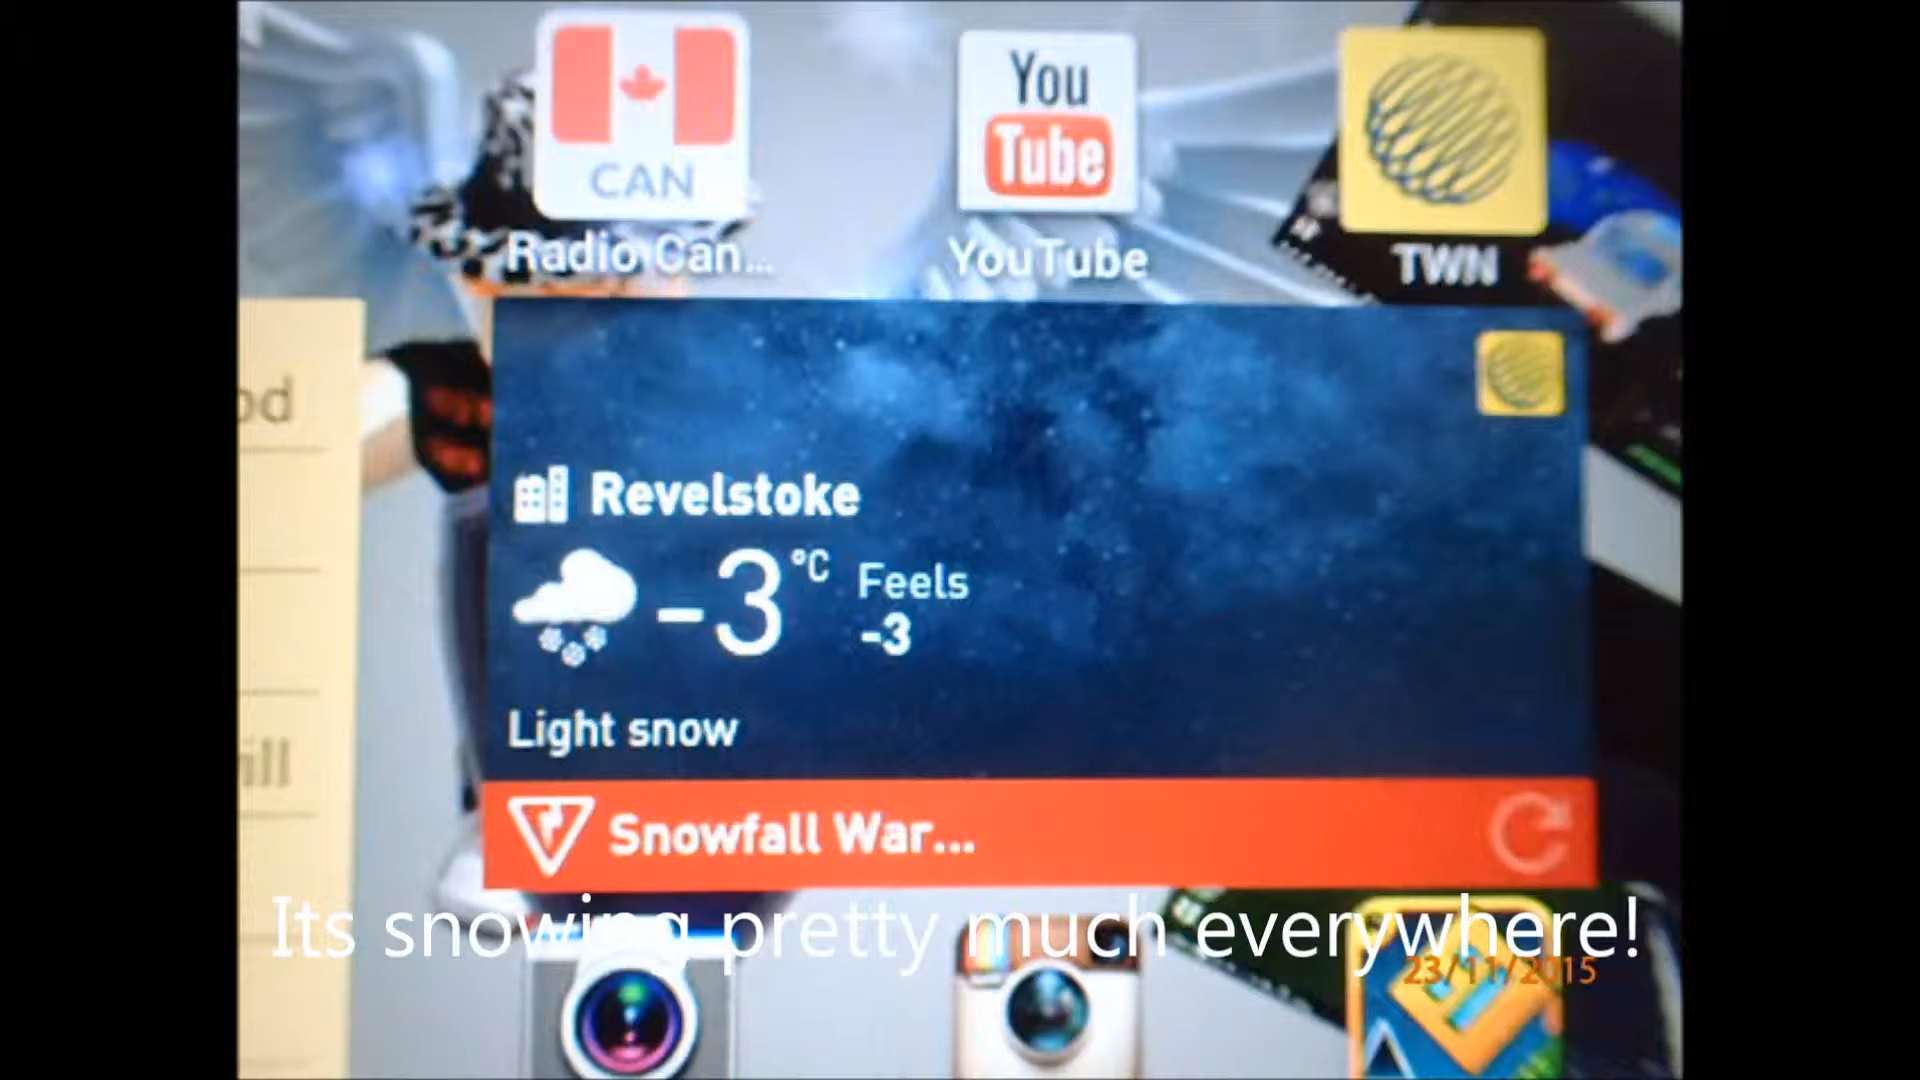 CAN
You
Tube
Radio Can...
YouTube
TWN
Revelstoke
-3 °C
Feels
-3
Light snow
Snowfall War...
Its snowing pretty much everywhere!
23/11/2015